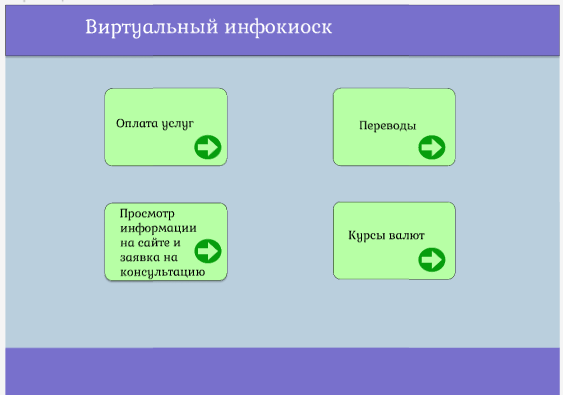 Виртуальный инфокиоск
Оплата услуг
Переводы
Просмотр
информации
на сайте и
заявка на
консультацию
Курсы валют